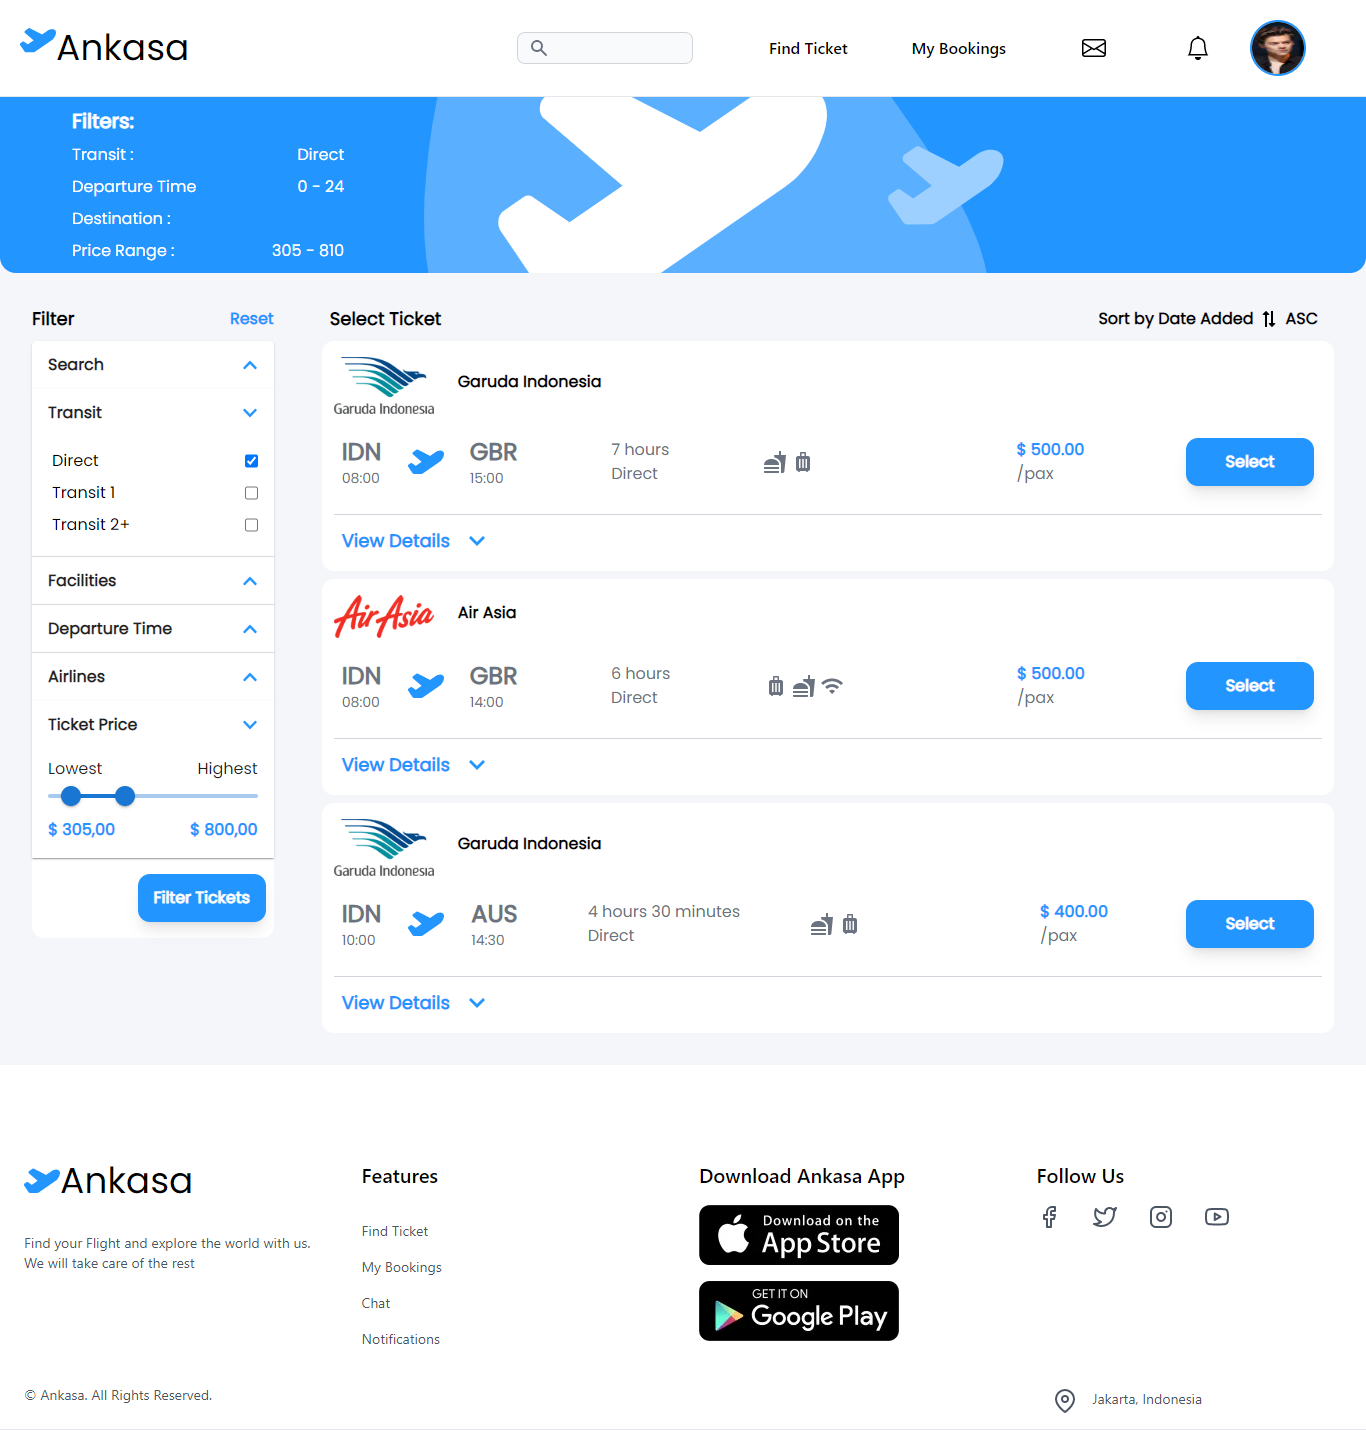 Ankasa
Find Ticket
My Bookings
Filters:
Transit : Direct
Departure Time 0 - 24
Destination :
Price Range : 305 - 810
Filter Reset
Search
Transit
Direct
Transit 1
Transit 2+
Facilities
Departure Time
Airlines
Ticket Price
Lowest Highest
$ 305,00 $ 800,00
Filter Tickets
Select Ticket
Sort by Date Added ASC
Garuda Indonesia
Garuda Indonesia
IDN GBR
08:00 15:00
7 hours
Direct
$ 500.00
/pax
Select
View Details
AirAsia
Air Asia
IDN GBR
08:00 14:00
6 hours
Direct
$ 500.00
/pax
Select
View Details
Garuda Indonesia
Garuda Indonesia
IDN AUS
10:00 14:30
4 hours 30 minutes
Direct
$ 400.00
/pax
Select
View Details
Ankasa
Find your Flight and explore the world with us.
We will take care of the rest
Features
Find Ticket
My Bookings
Chat
Notifications
Download Ankasa App
Download on the
App Store
GET IT ON
Google Play
Follow Us
© Ankasa. All Rights Reserved.
Jakarta, Indonesia